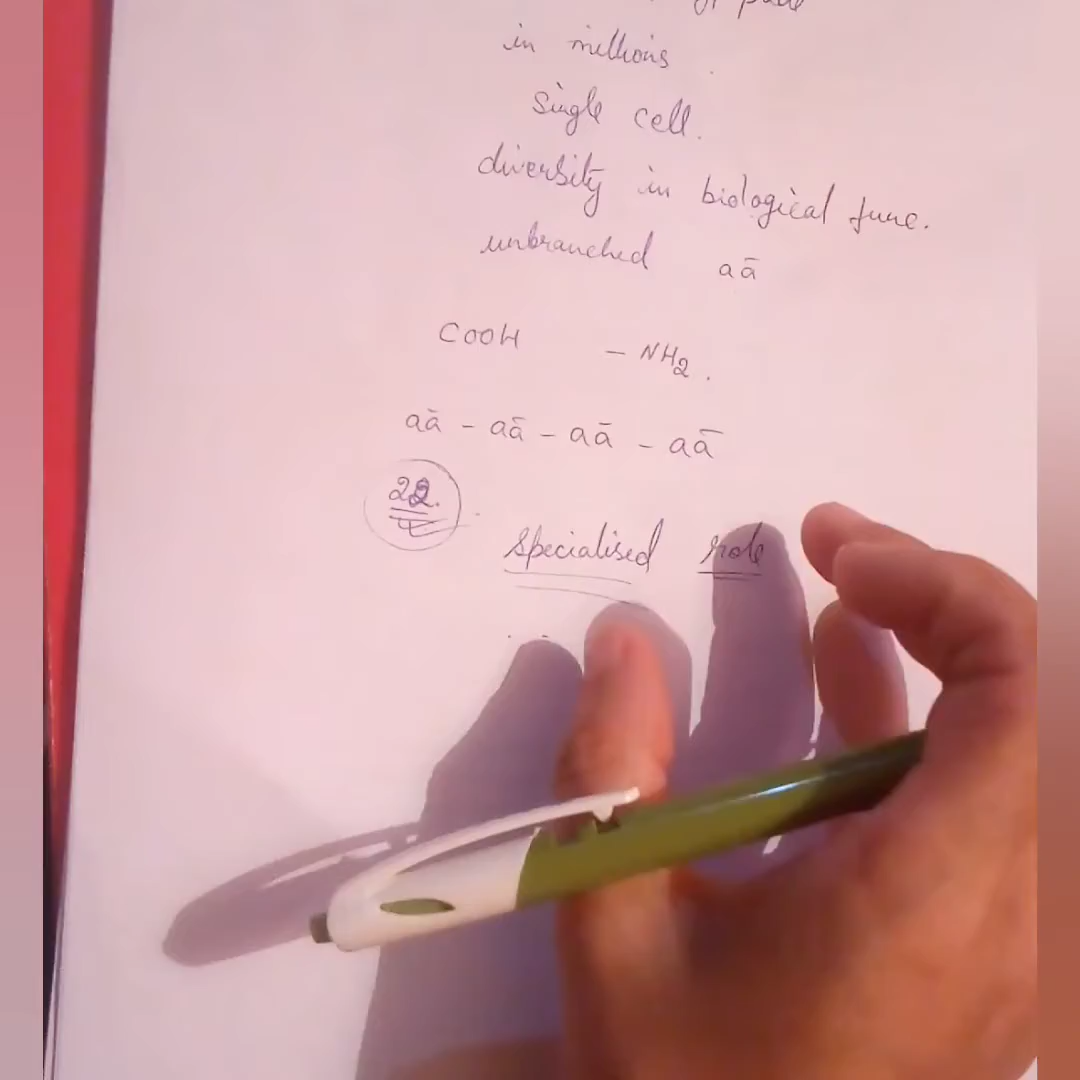 in millions.
single cell.
diversity in biological func.
unbranched aā
COOH - NH2.
aā - aā - aā - aā
22.
specialised role